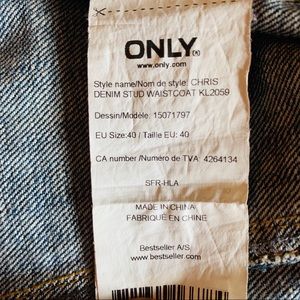 ONLY®
www.only.com
Style name/Nom de style: CHRIS
DENIM STUD WAISTCOAT KL2059
Dessin/Modèle: 15071797
EU Size:40 / Taille EU: 40
CA number /Numéro de TVA: 4264134
SFR-HLA
MADE IN CHINA
FABRIQUÉ EN CHINE
Bestseller A/S
www.bestseller.com